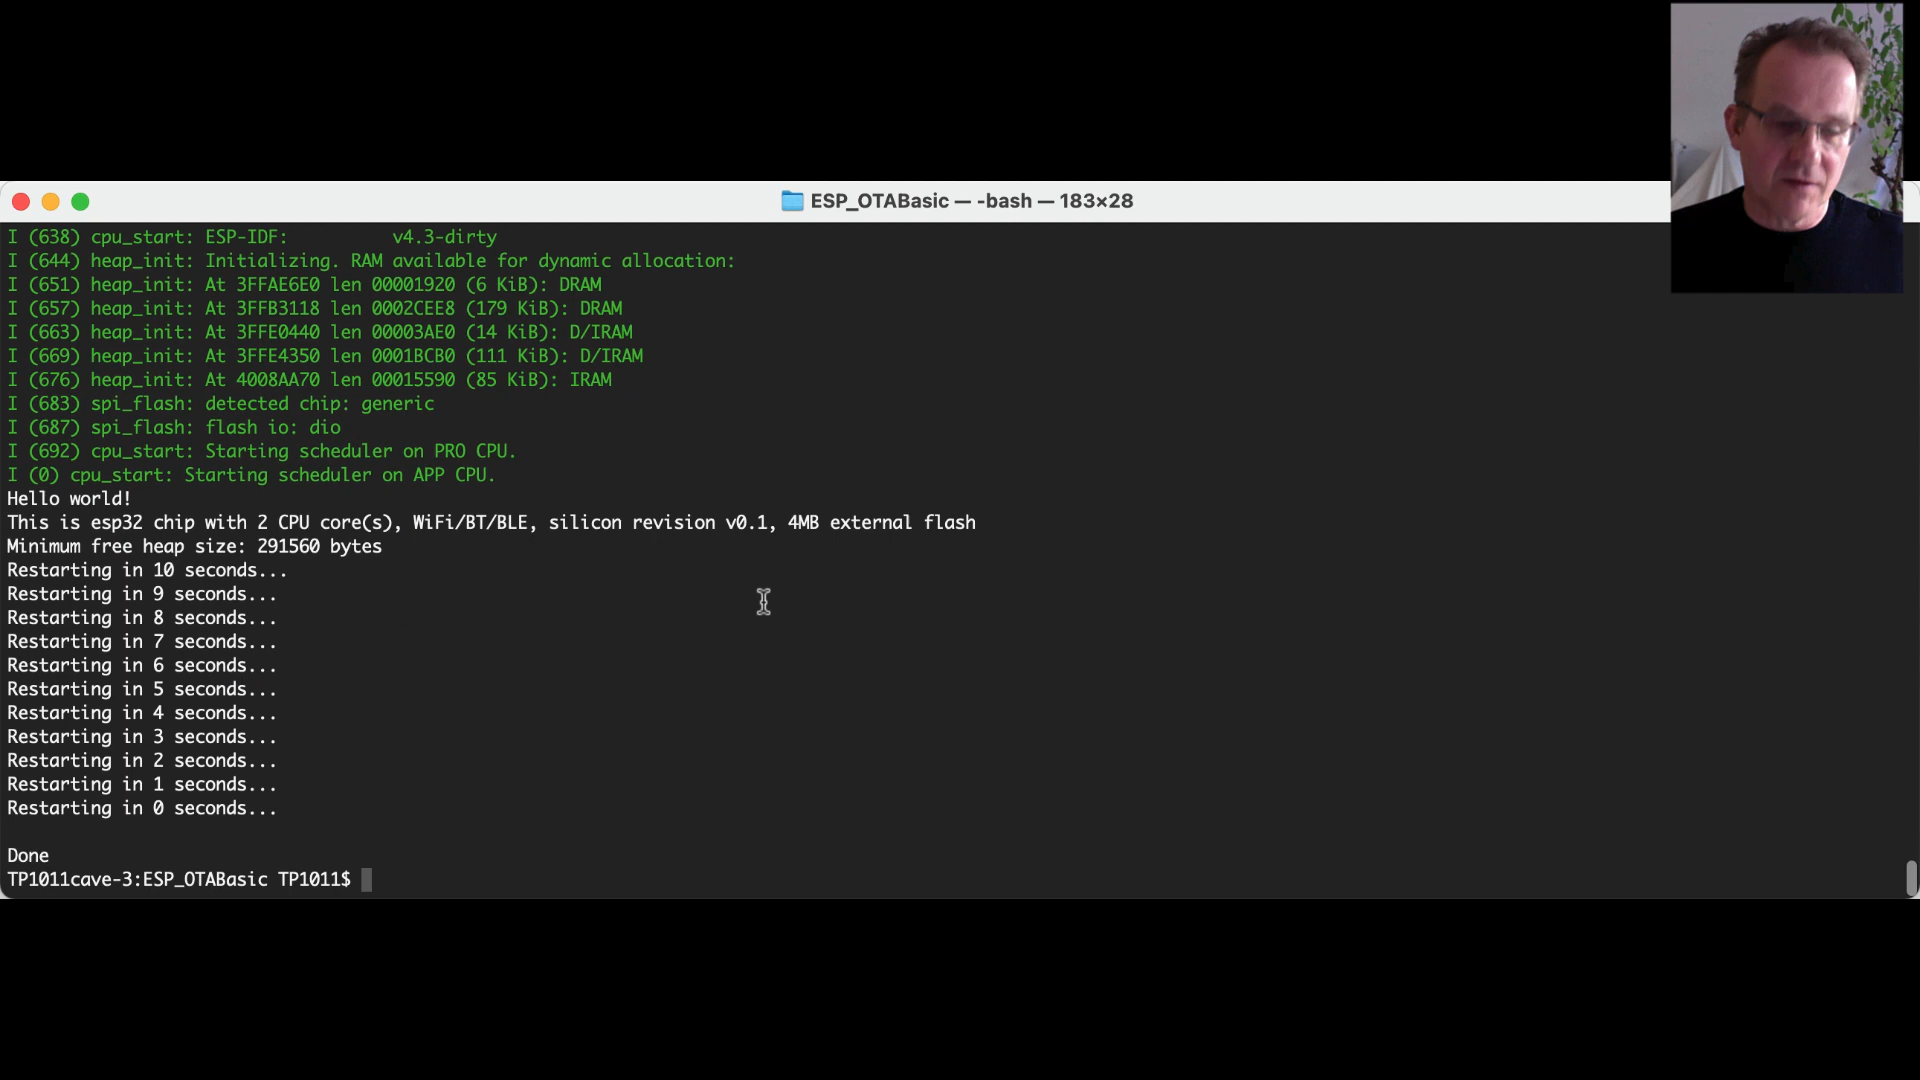 ESP_OTABasic — -bash — 183×28
I (638) cpu_start: ESP-IDF:          v4.3-dirty
I (644) heap_init: Initializing. RAM available for dynamic allocation:
I (651) heap_init: At 3FFAE6E0 len 00001920 (6 KiB): DRAM
I (657) heap_init: At 3FFB3118 len 0002CEE8 (179 KiB): DRAM
I (663) heap_init: At 3FFE0440 len 00003AE0 (14 KiB): D/IRAM
I (669) heap_init: At 3FFE4350 len 0001BCB0 (111 KiB): D/IRAM
I (676) heap_init: At 4008AA70 len 00015590 (85 KiB): IRAM
I (683) spi_flash: detected chip: generic
I (687) spi_flash: flash io: dio
I (692) cpu_start: Starting scheduler on PRO CPU.
I (0) cpu_start: Starting scheduler on APP CPU.
Hello world!
This is esp32 chip with 2 CPU core(s), WiFi/BT/BLE, silicon revision v0.1, 4MB external flash
Minimum free heap size: 291560 bytes
Restarting in 10 seconds...
Restarting in 9 seconds...
Restarting in 8 seconds...
Restarting in 7 seconds...
Restarting in 6 seconds...
Restarting in 5 seconds...
Restarting in 4 seconds...
Restarting in 3 seconds...
Restarting in 2 seconds...
Restarting in 1 seconds...
Restarting in 0 seconds...
Done
TP1011cave-3:ESP_OTABasic TP1011$